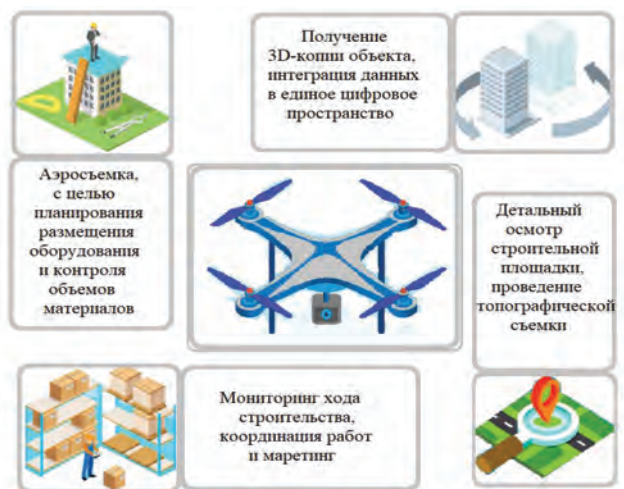 Получение
3D-копии объекта,
интеграция данных
в единое цифровое
пространство
Аэросъемка,
с целью
планирования
размещения
оборудования
и контроля
объемов
материалов
Детальный
осмотр
строительной
площадки,
проведение
топографической
съемки
Мониторинг хода
строительства,
координация работ
и маретинг